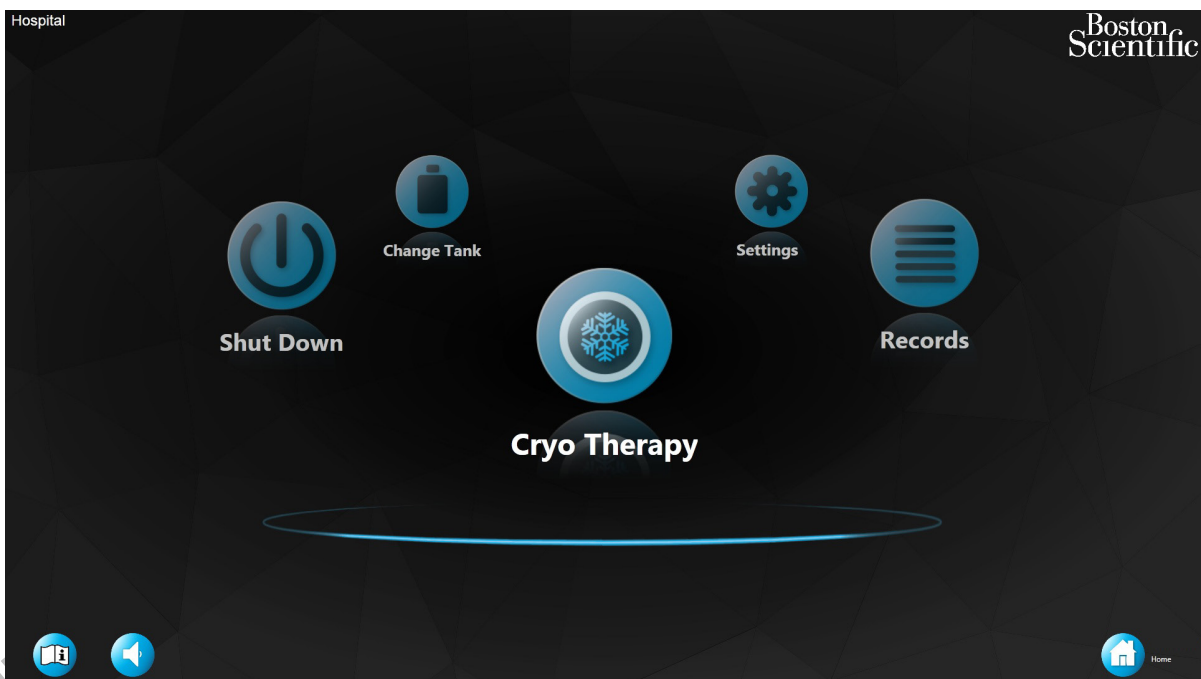 Hospital
Boston
Scientific
Change Tank
Settings
Shut Down
Records
Cryo Therapy
i
Home